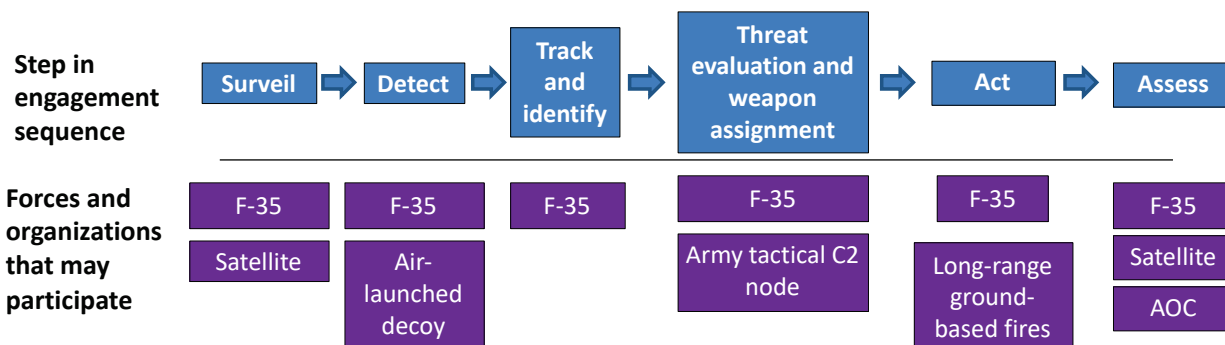 Step in
engagement
sequence
Surveil
Detect
Track
and
identify
Threat
evaluation and
weapon
assignment
Act
Assess
Forces and
organizations
that may
participate
F-35
Satellite
F-35
Air-
launched
decoy
F-35
F-35
Army tactical C2
node
F-35
Long-range
ground-
based fires
F-35
Satellite
AOC